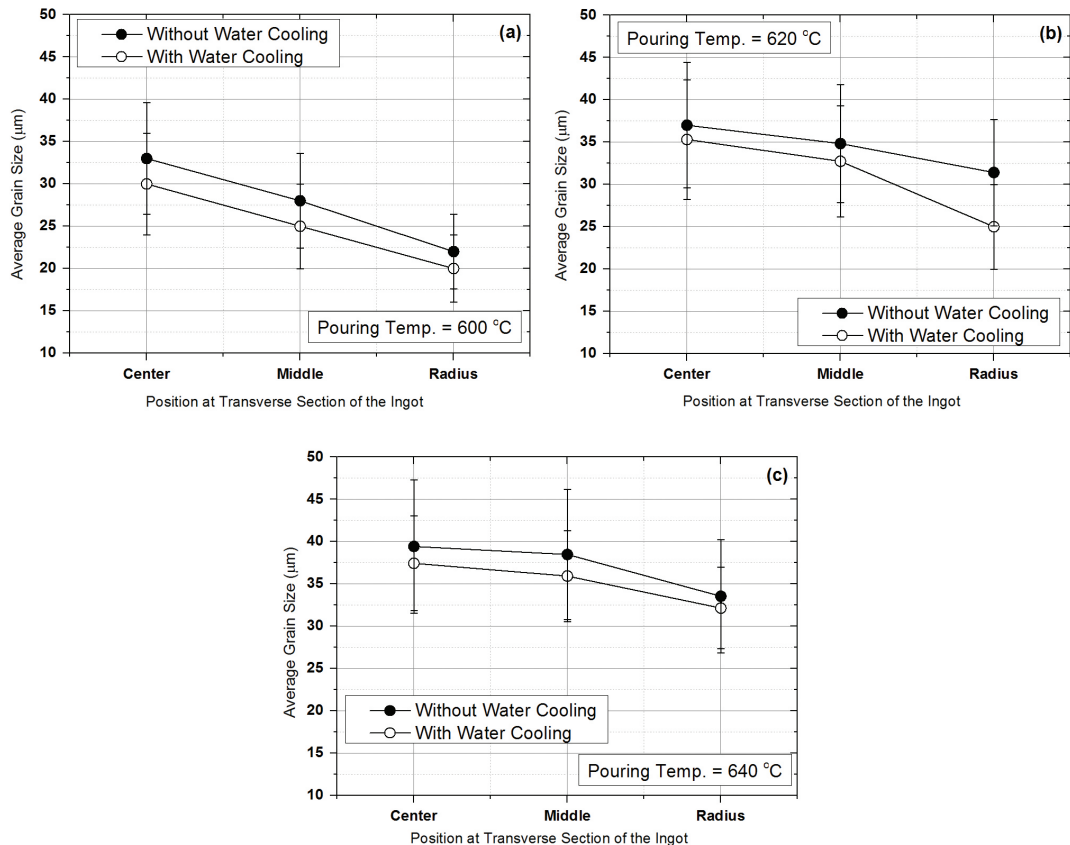 (a)
Without Water Cooling
With Water Cooling
50
45
40
35
30
25
20
15
10
Average Grain Size (μm)
Pouring Temp. = 600 °C
Center Middle Radius
Position at Transverse Section of the Ingot
(b)
Pouring Temp. = 620 °C
50
45
40
35
30
25
20
15
10
Average Grain Size (μm)
Without Water Cooling
With Water Cooling
Center Middle Radius
Position at Transverse Section of the Ingot
(c)
50
45
40
35
30
25
20
15
10
Average Grain Size (μm)
Without Water Cooling
With Water Cooling
Pouring Temp. = 640 °C
Center Middle Radius
Position at Transverse Section of the Ingot